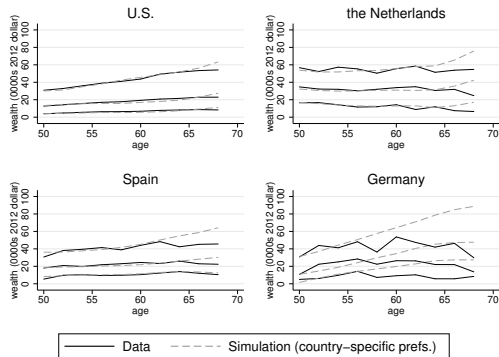 U.S.
wealth (0000s 2012 dollar)
0 20 40 60 80 100
50 55 60 65 70
age
the Netherlands
wealth (0000s 2012 dollar)
0 20 40 60 80 100
50 55 60 65 70
age
Spain
wealth (0000s 2012 dollar)
0 20 40 60 80 100
50 55 60 65 70
age
Germany
wealth (0000s 2012 dollar)
0 20 40 60 80 100
50 55 60 65 70
age
Data Simulation (country−specific prefs.)